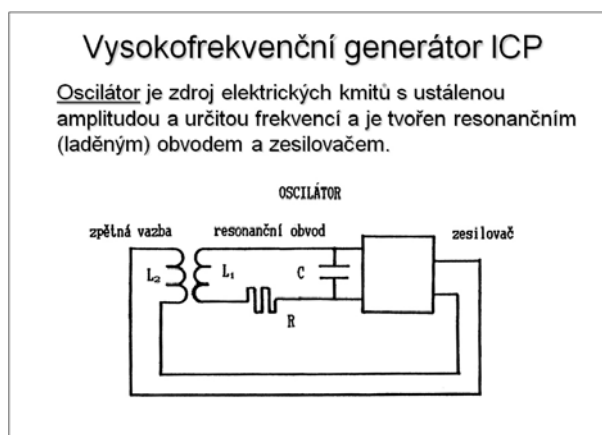 Vysokofrekvenční generátor ICP
Oscilátor je zdroj elektrických kmitů s ustálenou
amplitudou a určitou frekvencí a je tvořen resonančním
(laděným) obvodem a zesilovačem.
OSCILÁTOR
zpětná vazba resonanční obvod zesilovač
L₂ L₁ C
R